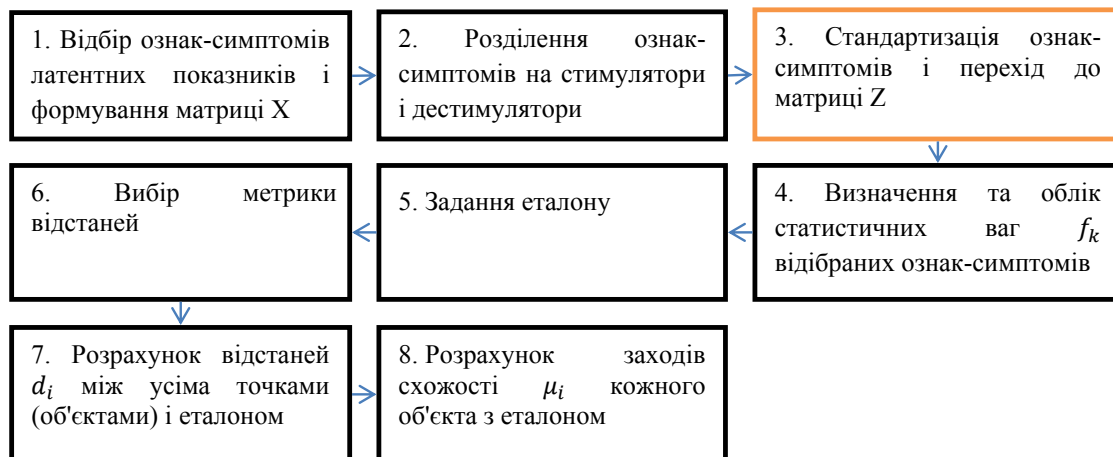 1. Відбір ознак-симптомів
латентних показників і
формування матриці X
2. Розділення ознак-
симптомів на стимулятори
і дестимулятори
3. Стандартизація ознак-
симптомів і перехід до
матриці Z
6. Вибір метрики
відстаней
5. Задання еталону
4. Визначення та облік
статистичних ваг f_k
відібраних ознак-симптомів
7. Розрахунок відстаней
d_i між усіма точками
(об'єктами) і еталоном
8. Розрахунок заходів
схожості μ_i кожного
об'єкта з еталоном